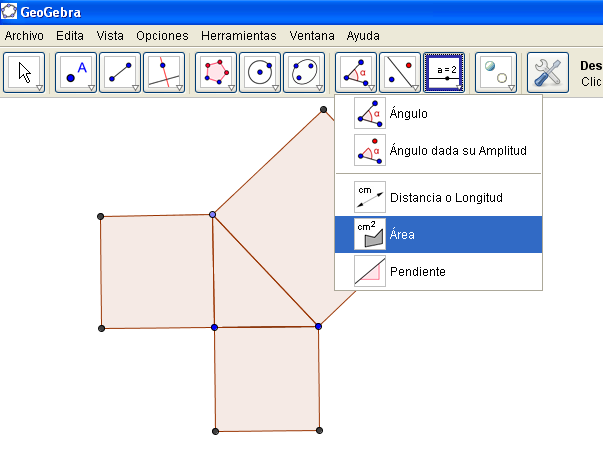 GeoGebra
Archivo Edita Vista Opciones Herramientas Ventana Ayuda
A α a = 2 Des
Clic
α Ángulo
α Ángulo dada su Amplitud
cm Distancia o Longitud
cm² Área
Pendiente